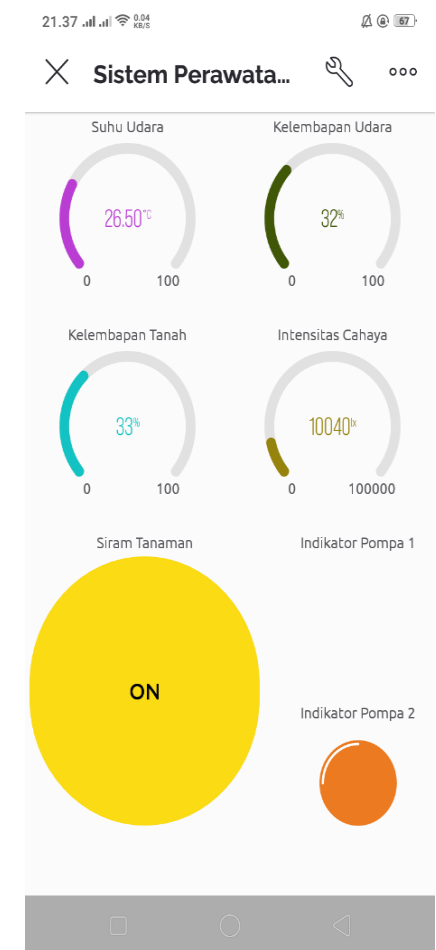 21.37 0.04 KB/S 67
Sistem Perawata...
Suhu Udara Kelembapan Udara
26.50°C 32%
0 100 0 100
Kelembapan Tanah Intensitas Cahaya
33% 10040lx
0 100 0 100000
Siram Tanaman Indikator Pompa 1
ON
Indikator Pompa 2